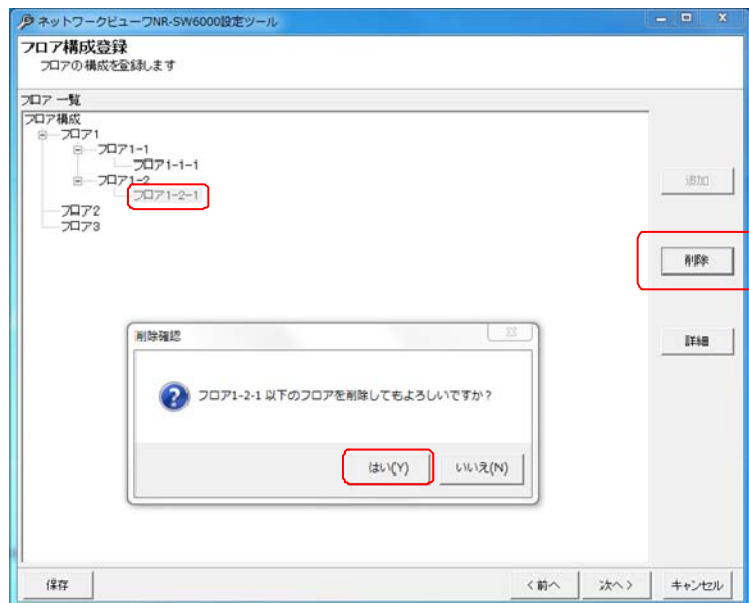 ネットワークビューワNR-SW6000設定ツール
フロア構成登録
フロアの構成を登録します
フロア 一覧
フロア構成
フロア1
フロア1-1
フロア1-1-1
フロア1-2
フロア1-2-1
フロア2
フロア3
追加
削除
詳細
削除確認
フロア1-2-1 以下のフロアを削除してもよろしいですか?
はい(Y)
いいえ(N)
保存
<前へ
次へ>
キャンセル